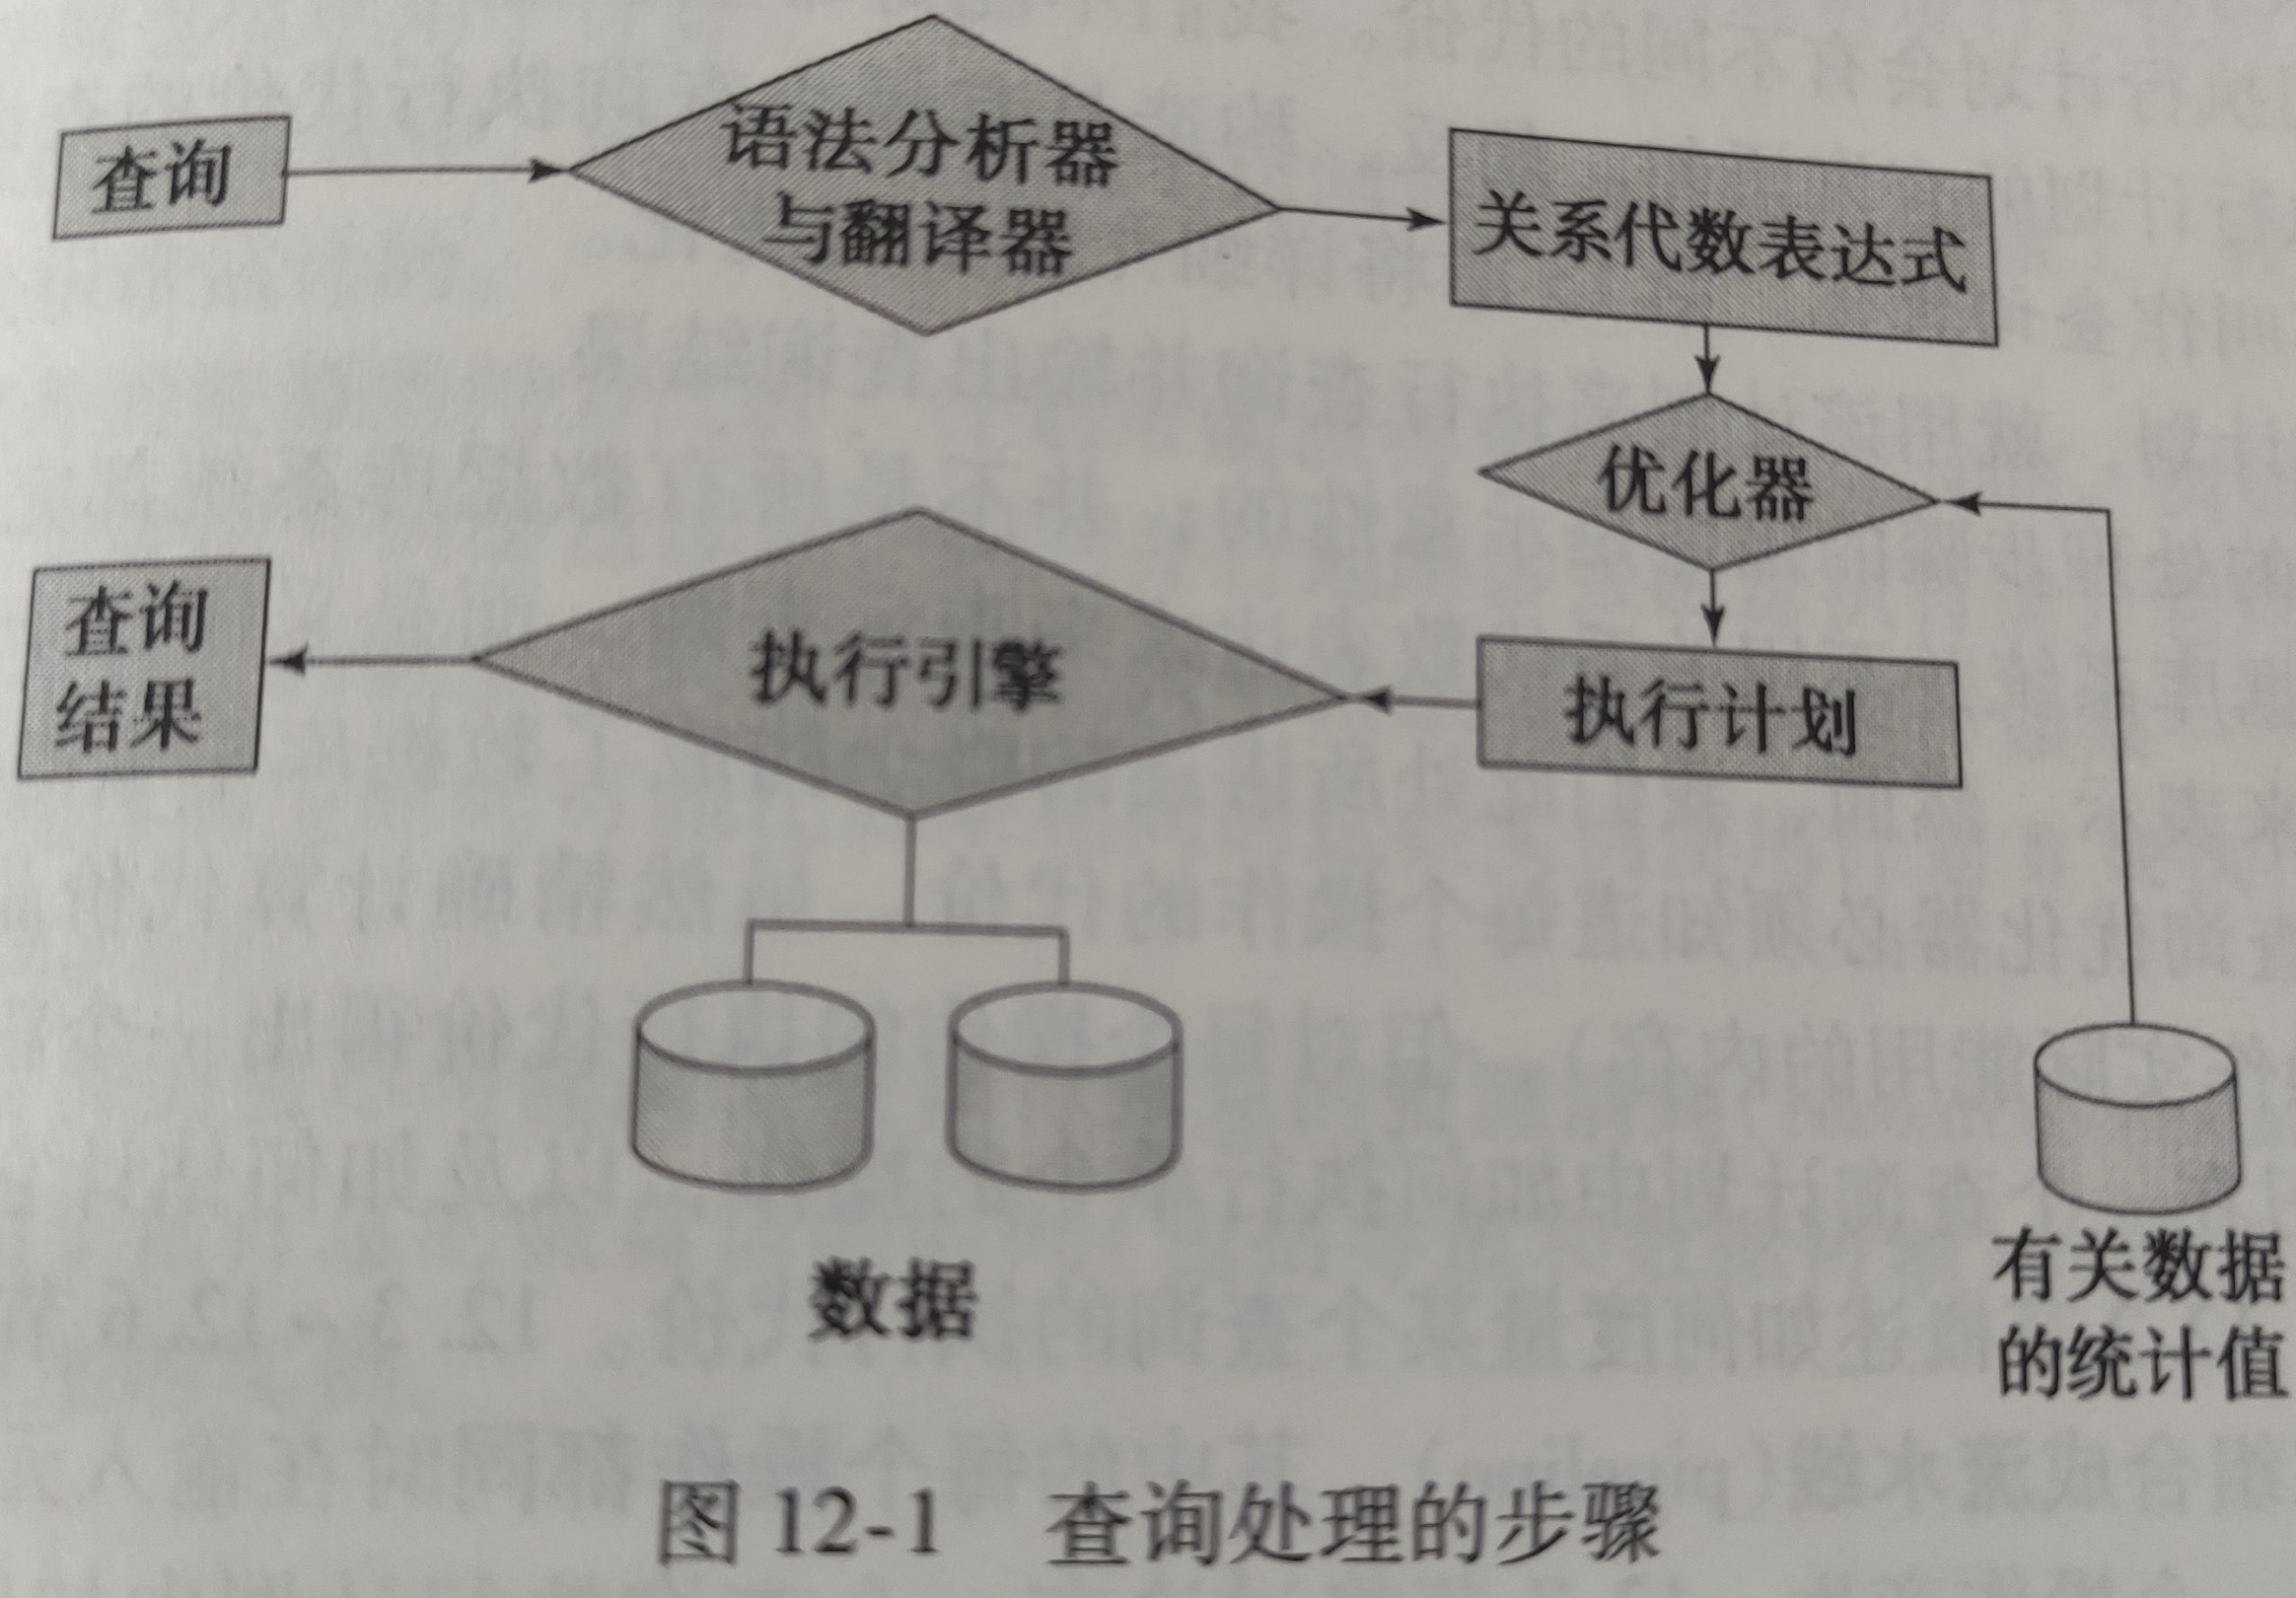 查询
语法分析器
与翻译器
关系代数表达式
优化器
执行计划
执行引擎
查询
结果
数据
有关数据
的统计值
图 12-1 查询处理的步骤